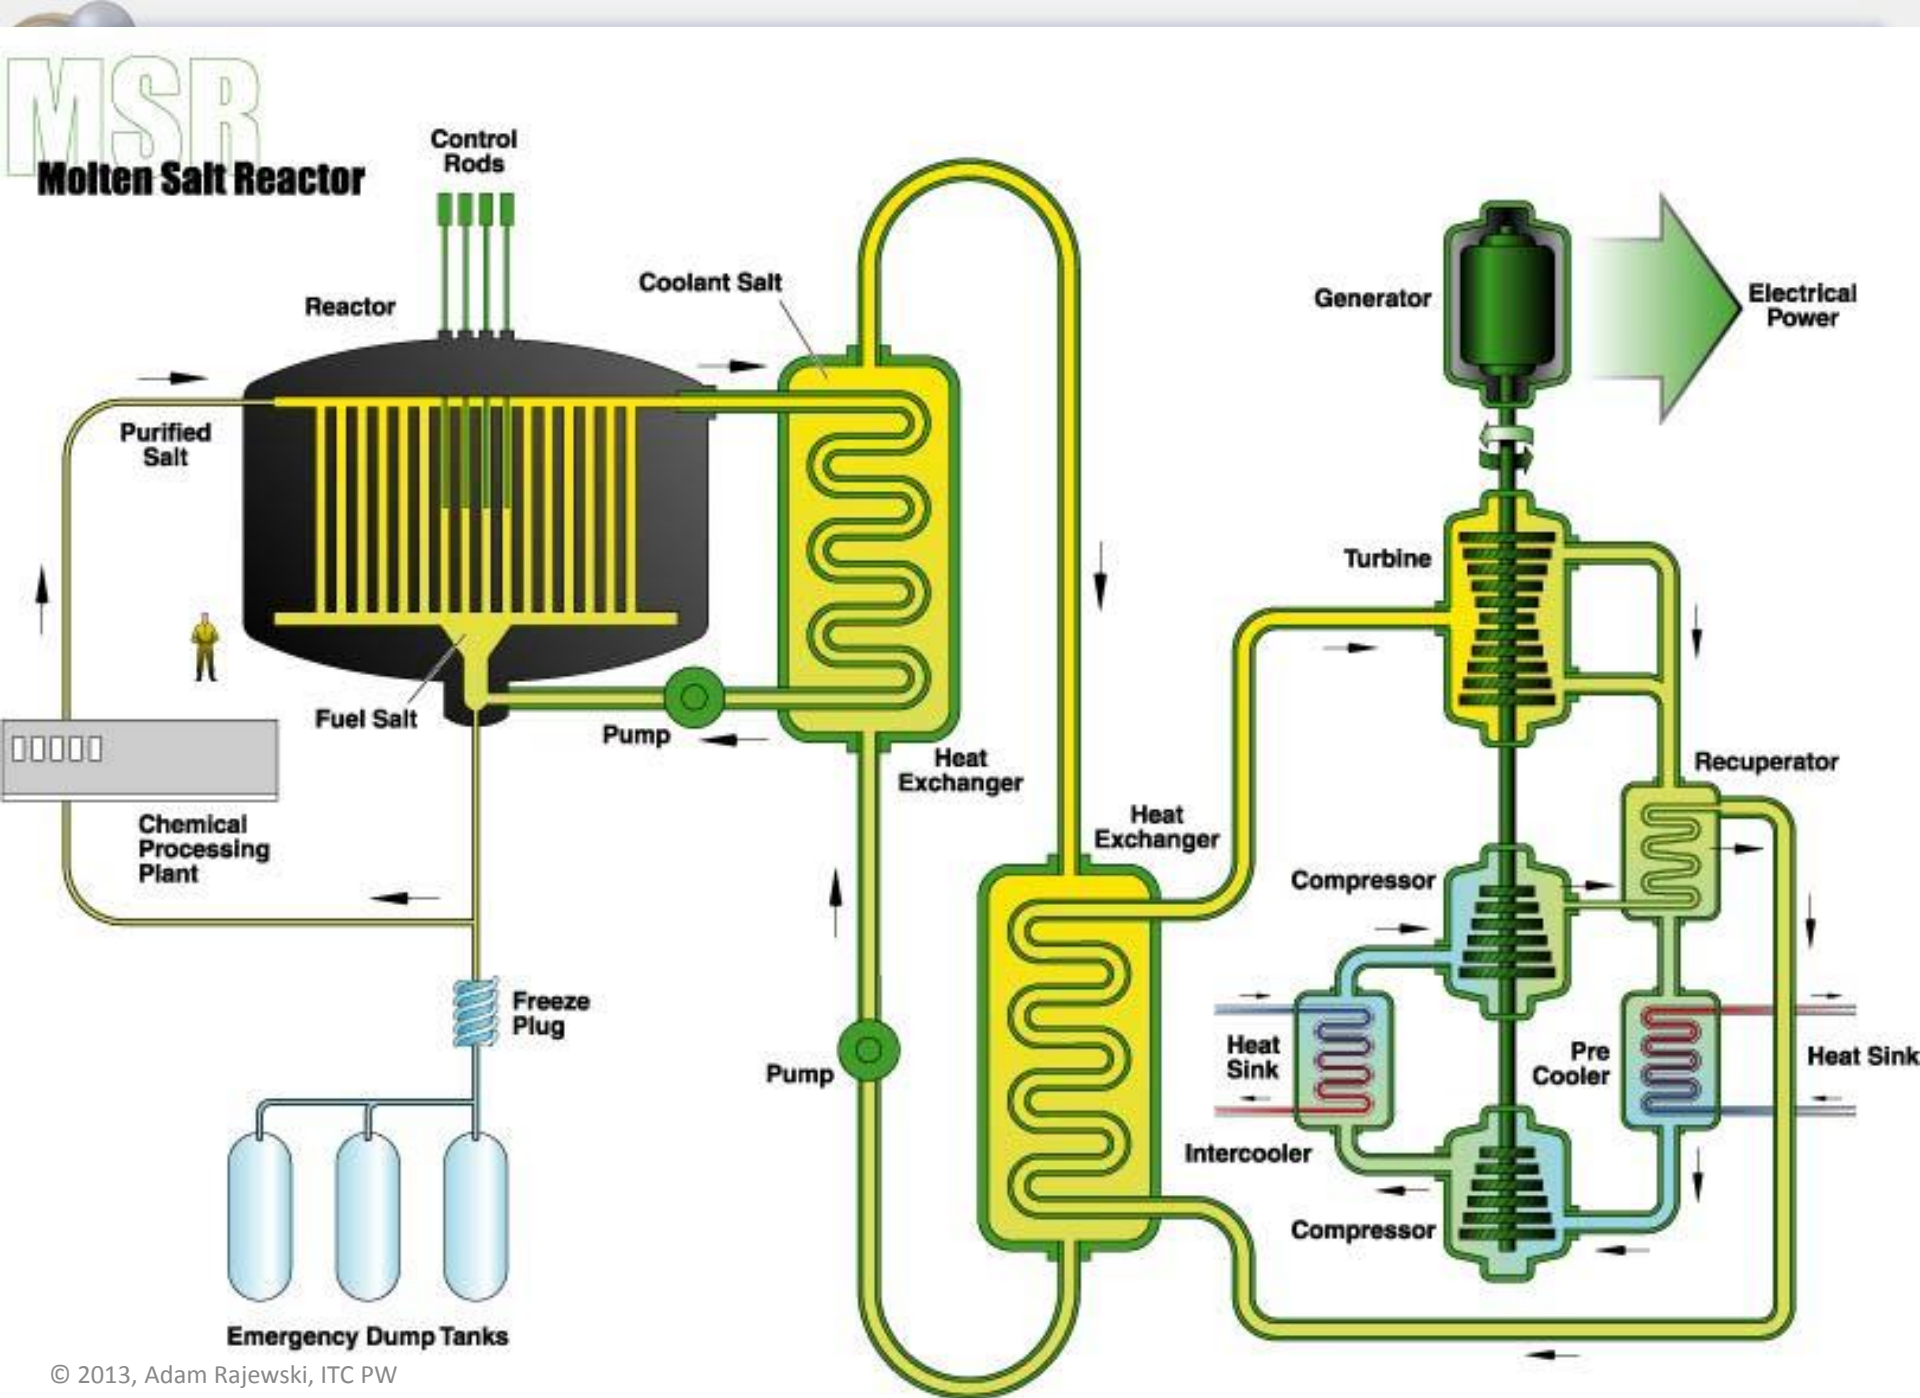 MSR
Molten Salt Reactor
Control
Rods
Reactor
Coolant Salt
Generator
Electrical
Power
Purified
Salt
Turbine
Fuel Salt
Pump
Heat
Exchanger
Recuperator
Chemical
Processing
Plant
Heat
Exchanger
Compressor
Freeze
Plug
Pump
Heat
Sink
Pre
Cooler
Heat Sink
Intercooler
Compressor
Emergency Dump Tanks
© 2013, Adam Rajewski, ITC PW